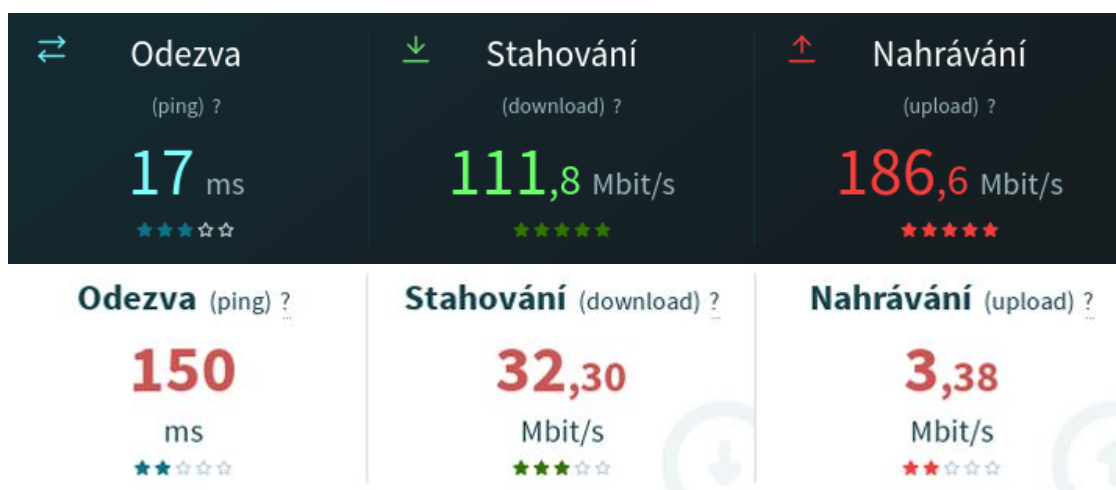 Odezva Stahování Nahrávání
(ping) ? (download) ? (upload) ?
17 ms 111,8 Mbit/s 186,6 Mbit/s
Odezva (ping) ? Stahování (download) ? Nahrávání (upload) ?
150 32,30 3,38
ms Mbit/s Mbit/s